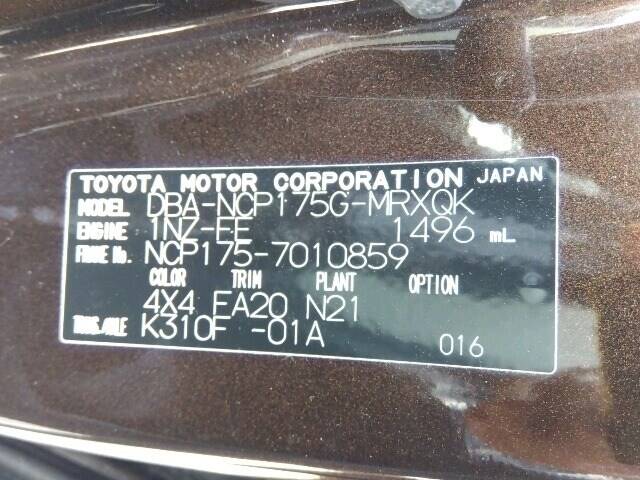 TOYOTA MOTOR CORPORATION JAPAN
MODEL DBA-NCP175G-MRXQK
ENGINE 1NZ-FE 1496 mL
FRAME No. NCP175-7010859
COLOR TRIM PLANT OPTION
4X4 FA20 N21
TRANS.AXLE K310F -01A 016